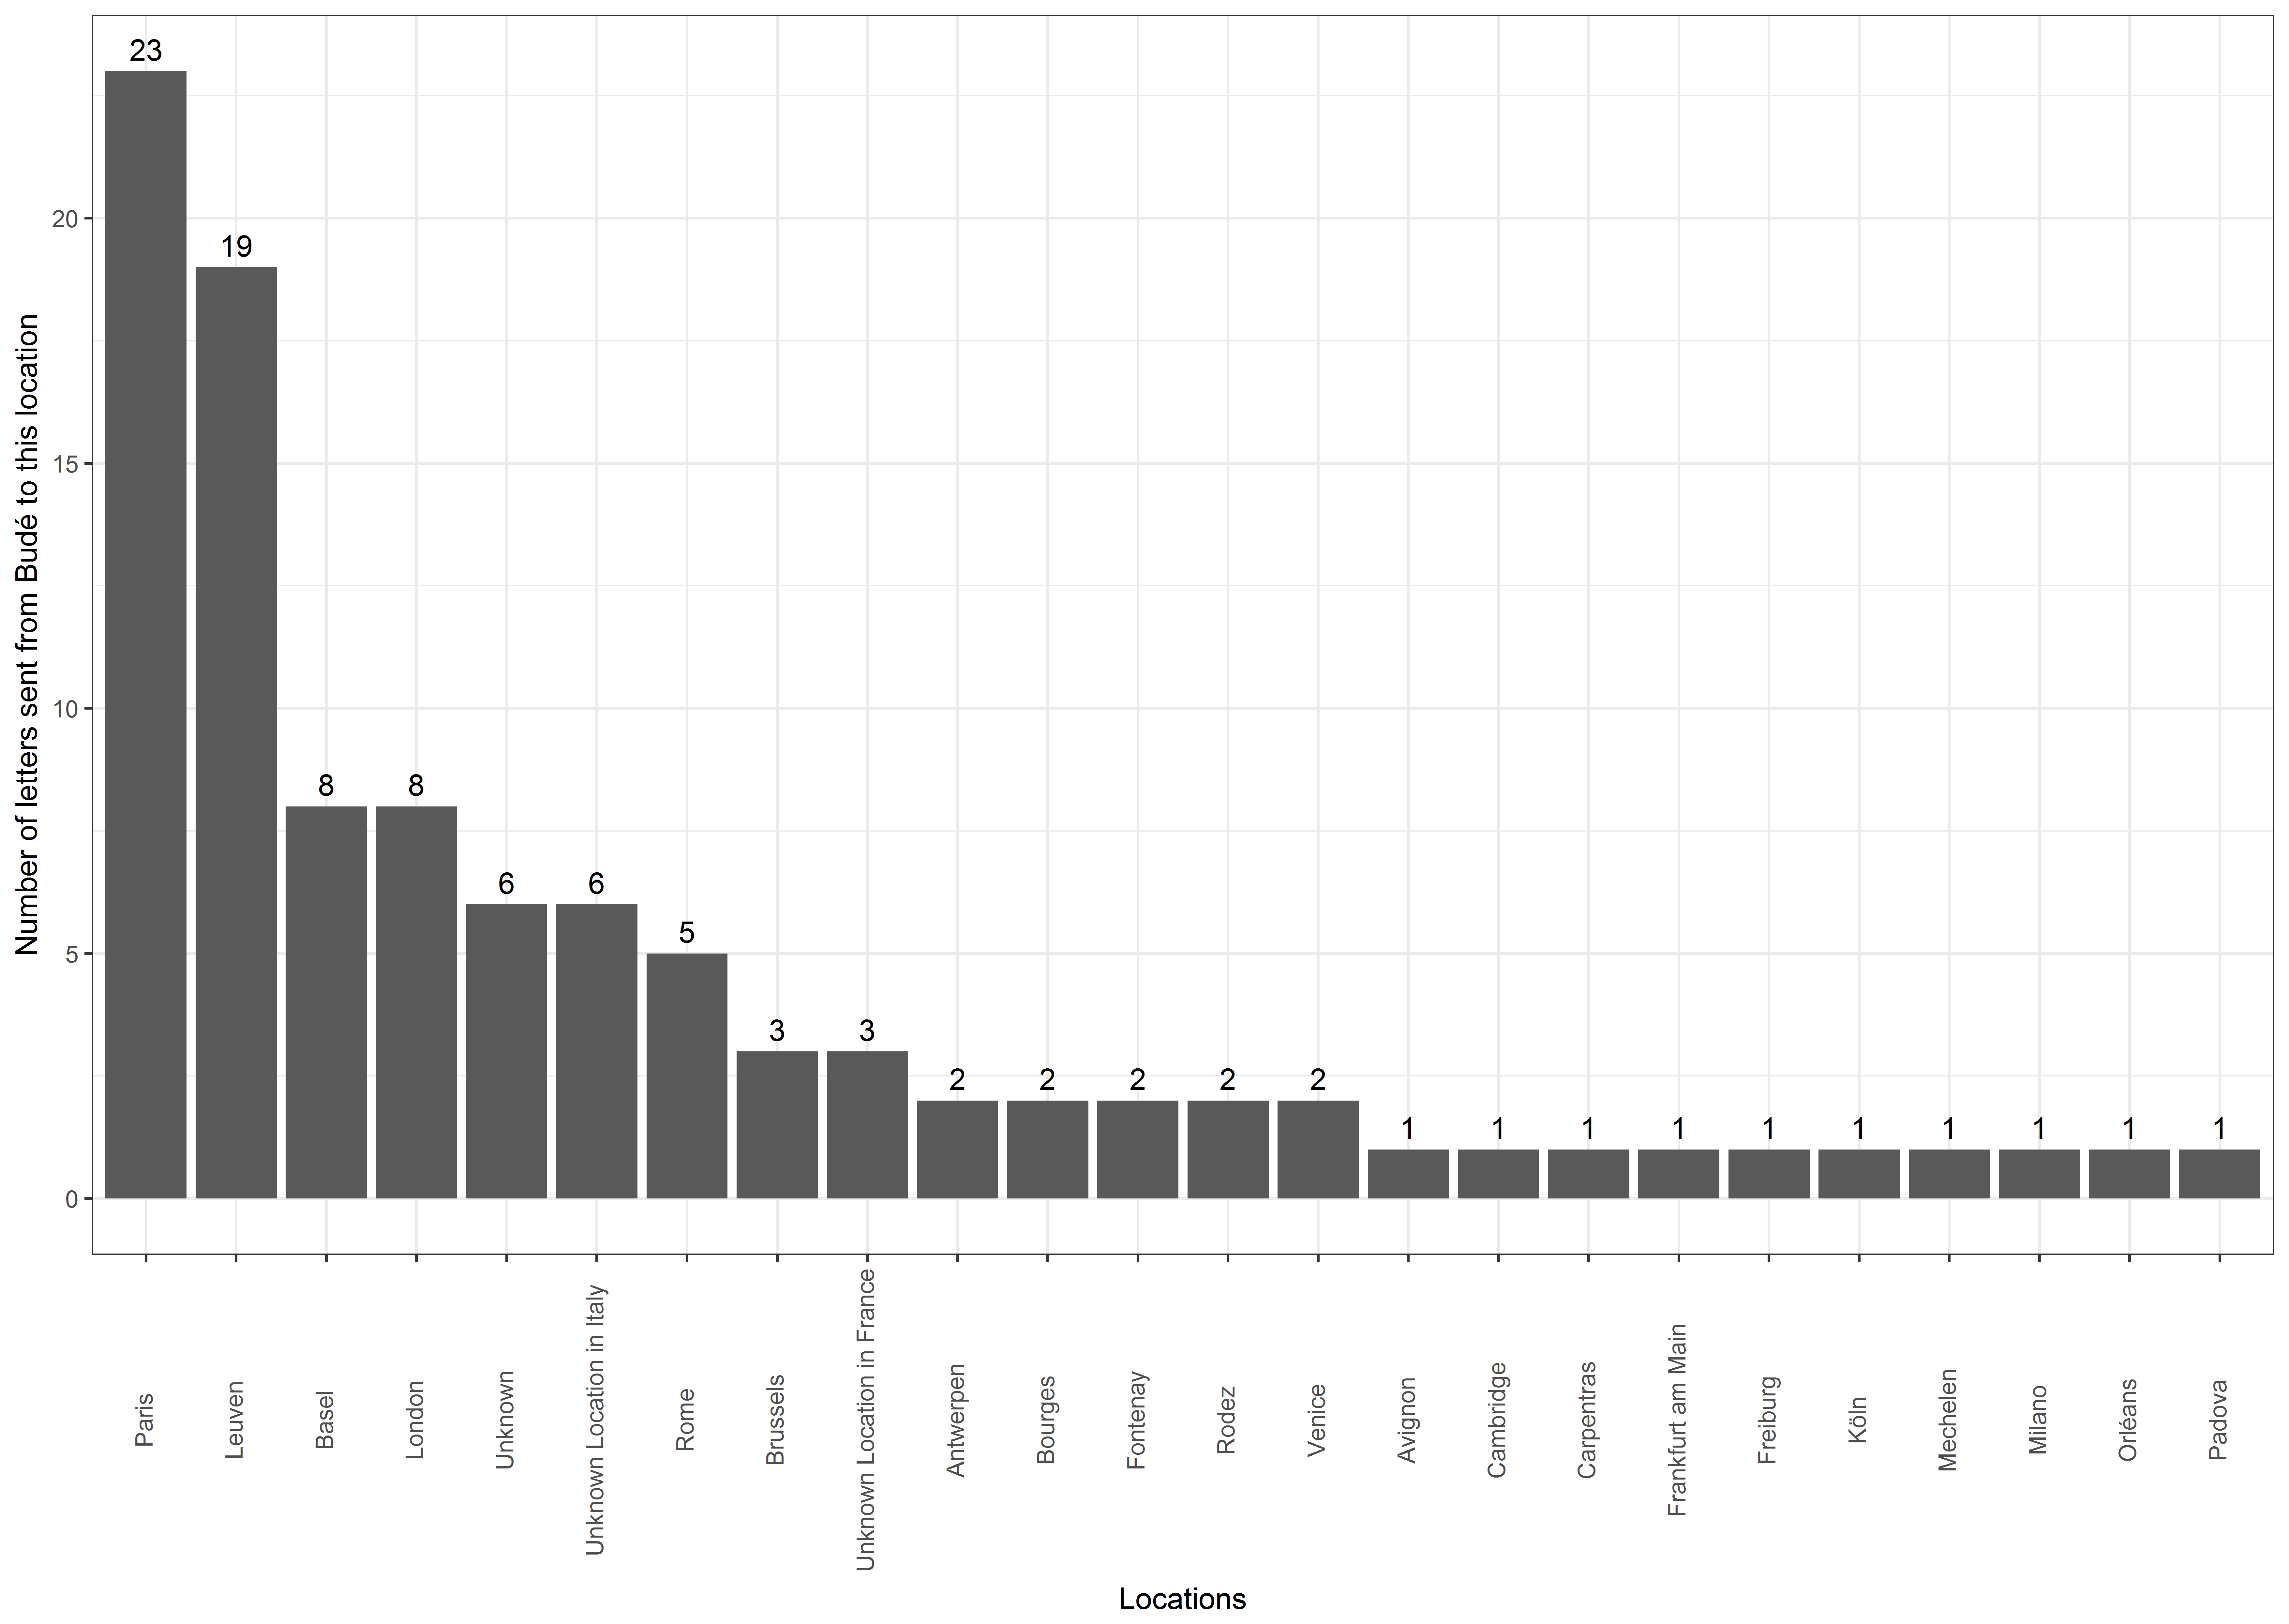 Number of letters sent from Budé to this location
20
15
10
5
0
23
19
8
8
6
6
5
3
3
2
2
2
2
2
1
1
1
1
1
1
1
1
1
1
Paris
Leuven
Basel
London
Unknown
Unknown Location in Italy
Rome
Brussels
Unknown Location in France
Antwerpen
Bourges
Fontenay
Rodez
Venice
Avignon
Cambridge
Carpentras
Frankfurt am Main
Freiburg
Köln
Mechelen
Milano
Orléans
Padova
Locations